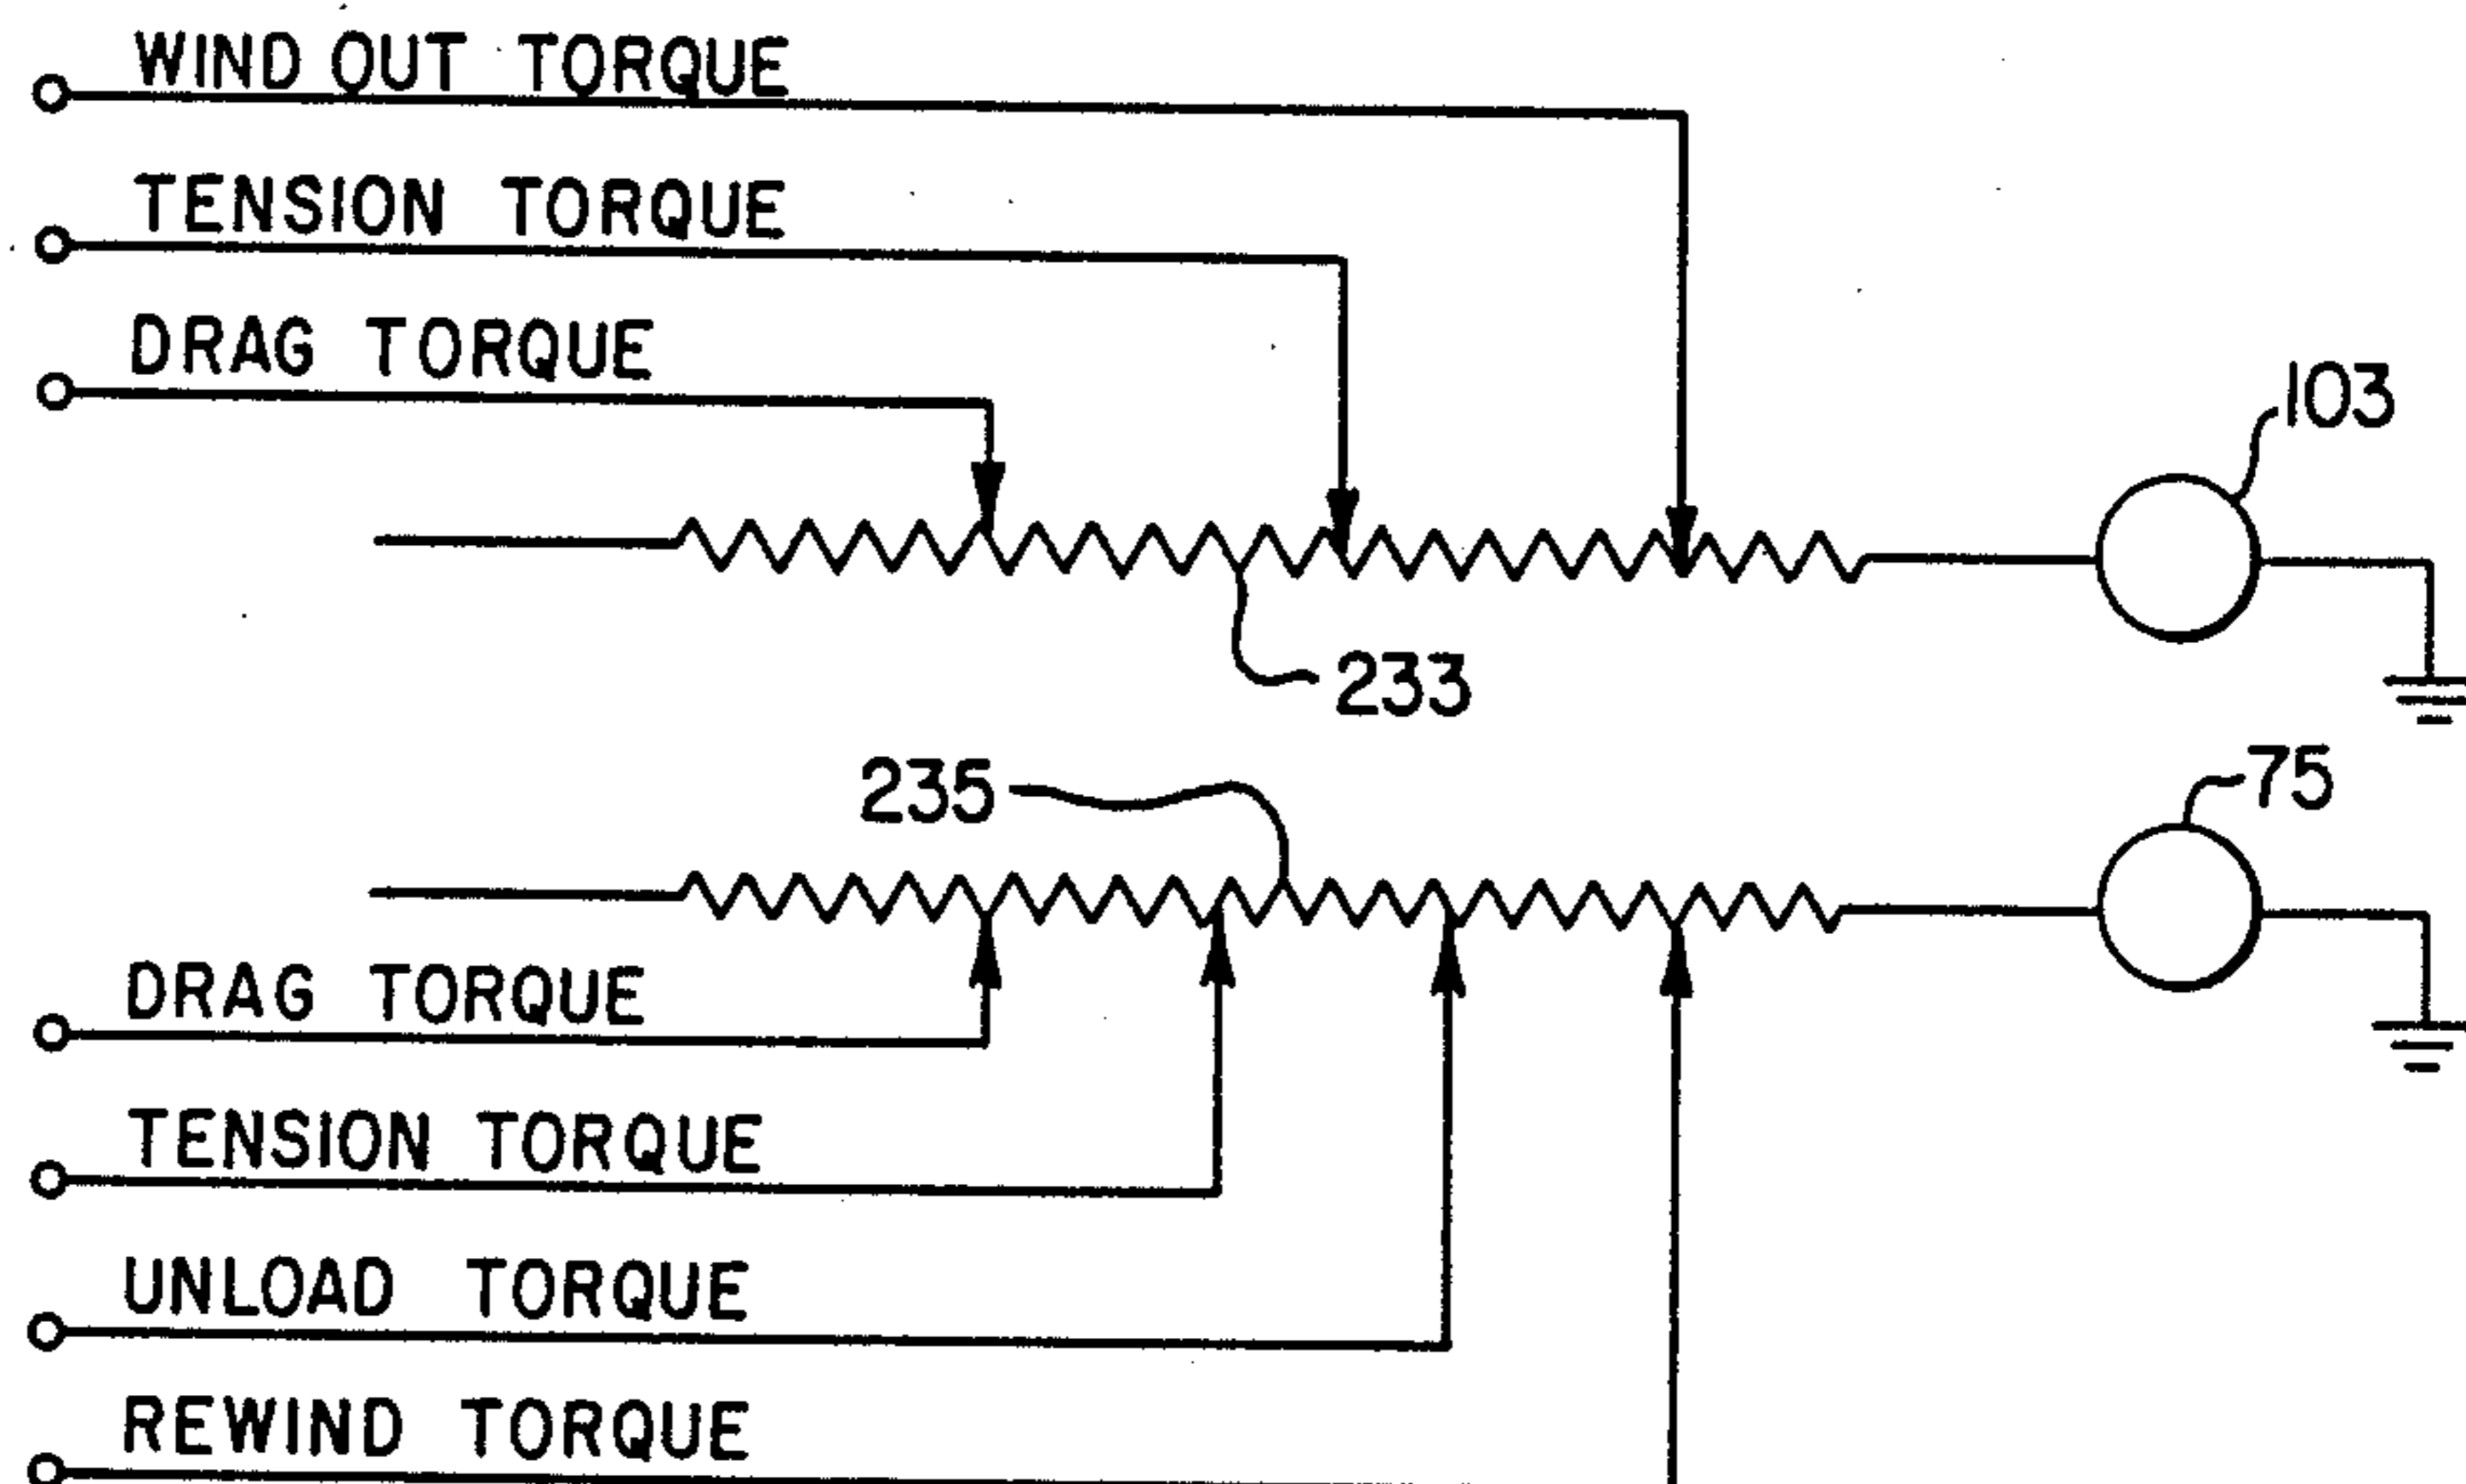 WIND OUT TORQUE
TENSION TORQUE
DRAG TORQUE
103
233
235
75
DRAG TORQUE
TENSION TORQUE
UNLOAD TORQUE
REWIND TORQUE